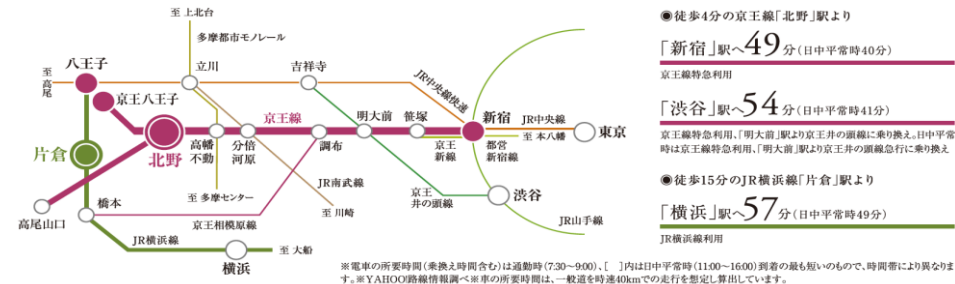 至 上北台
多摩都市モノレール
至 高尾
八王子
立川
吉祥寺
JR中央線快速
京王八王子
京王線
明大前
笹塚
新宿
JR中央線
至 本八幡
東京
片倉
北野
高幡不動
分倍河原
調布
京王新線
都営新宿線
橋本
至 多摩センター
JR南武線
京王井の頭線
渋谷
高尾山口
京王相模原線
至 川崎
JR山手線
JR横浜線
至 大船
横浜
◉徒歩4分の京王線「北野」駅より
「新宿」駅へ49分(日中平常時40分)
京王線特急利用
「渋谷」駅へ54分(日中平常時41分)
京王線特急利用、「明大前」駅より京王井の頭線に乗り換え。日中平常
時は京王線特急利用、「明大前」駅より京王井の頭線急行に乗り換え
◉徒歩15分のJR横浜線「片倉」駅より
「横浜」駅へ57分(日中平常時49分)
JR横浜線利用
※電車の所要時間(乗換え時間含む)は通勤時(7:30〜9:00)、[　]内は日中平常時(11:00〜16:00)到着の最も短いもので、時間帯により異なりま
す。※YAHOO!路線情報調べ※車の所要時間は、一般道を時速40kmでの走行を想定し算出しています。